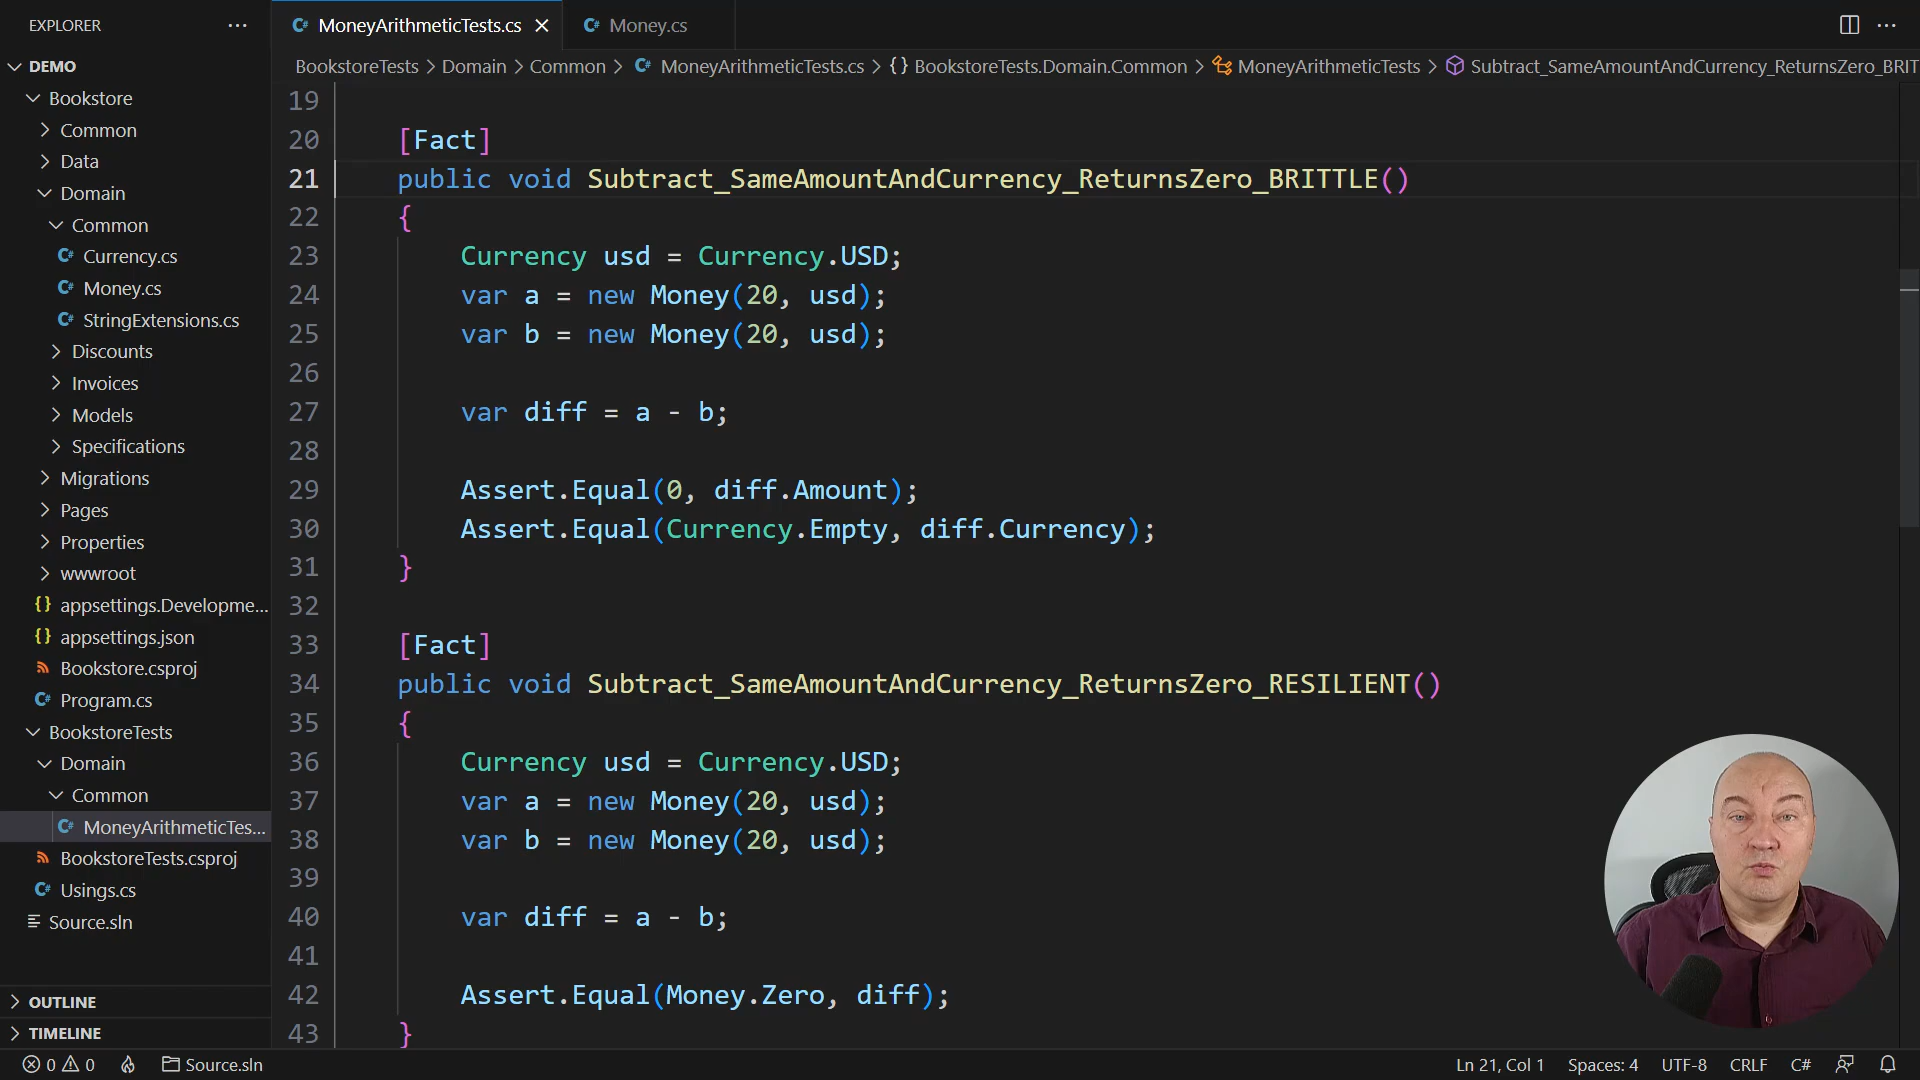 EXPLORER
MoneyArithmeticTests.cs
Money.cs
BookstoreTests > Domain > Common > C# MoneyArithmeticTests.cs > {} BookstoreTests.Domain.Common > MoneyArithmeticTests > Subtract_SameAmountAndCurrency_ReturnsZero_BRIT
DEMO
Bookstore
Common
Data
Domain
Common
C# Currency.cs
C# Money.cs
C# StringExtensions.cs
Discounts
Invoices
Models
Specifications
Migrations
Pages
Properties
wwwroot
{} appsettings.Developme...
{} appsettings.json
Bookstore.csproj
C# Program.cs
BookstoreTests
Domain
Common
C# MoneyArithmeticTes...
BookstoreTests.csproj
C# Usings.cs
Source.sln
OUTLINE
TIMELINE
19
20 [Fact]
21 public void Subtract_SameAmountAndCurrency_ReturnsZero_BRITTLE()
22 {
23 Currency usd = Currency.USD;
24 var a = new Money(20, usd);
25 var b = new Money(20, usd);
26
27 var diff = a - b;
28
29 Assert.Equal(0, diff.Amount);
30 Assert.Equal(Currency.Empty, diff.Currency);
31 }
32
33 [Fact]
34 public void Subtract_SameAmountAndCurrency_ReturnsZero_RESILIENT()
35 {
36 Currency usd = Currency.USD;
37 var a = new Money(20, usd);
38 var b = new Money(20, usd);
39
40 var diff = a - b;
41
42 Assert.Equal(Money.Zero, diff);
43 }
0 0 Source.sln Ln 21, Col 1 Spaces: 4 UTF-8 CRLF C#